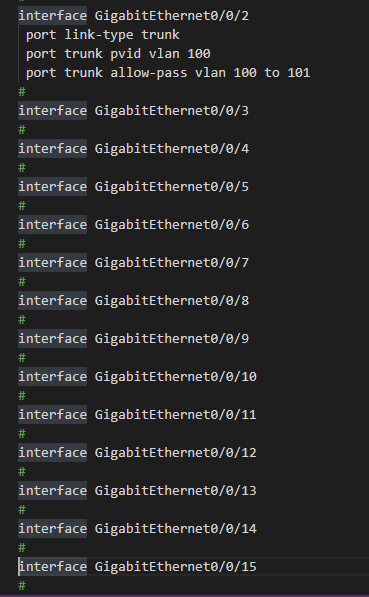 interface GigabitEthernet0/0/2
port link-type trunk
port trunk pvid vlan 100
port trunk allow-pass vlan 100 to 101
#
interface GigabitEthernet0/0/3
#
interface GigabitEthernet0/0/4
#
interface GigabitEthernet0/0/5
#
interface GigabitEthernet0/0/6
#
interface GigabitEthernet0/0/7
#
interface GigabitEthernet0/0/8
#
interface GigabitEthernet0/0/9
#
interface GigabitEthernet0/0/10
#
interface GigabitEthernet0/0/11
#
interface GigabitEthernet0/0/12
#
interface GigabitEthernet0/0/13
#
interface GigabitEthernet0/0/14
#
interface GigabitEthernet0/0/15
#